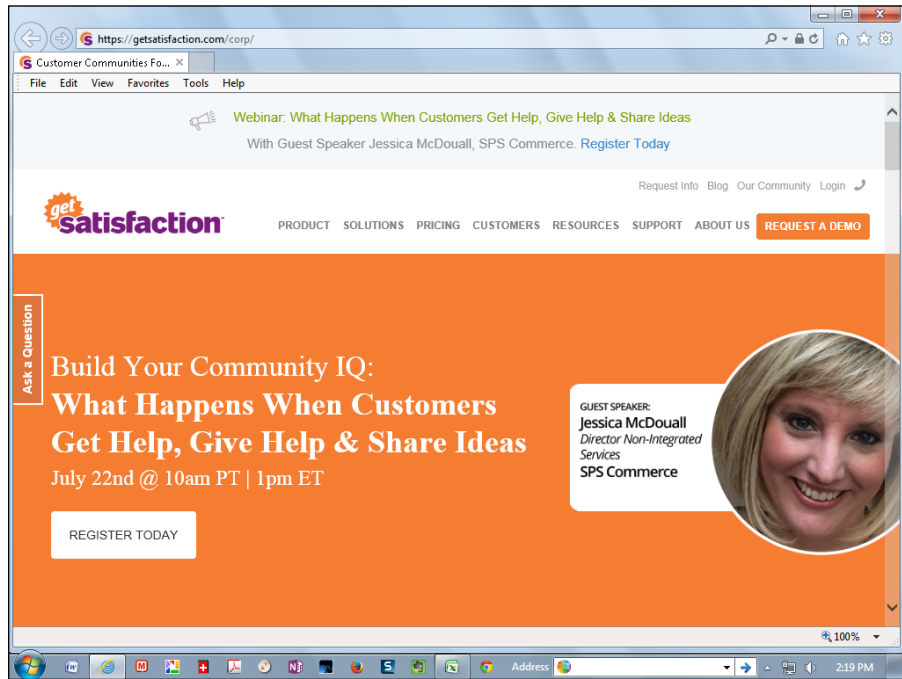 https://getsatisfaction.com/corp/
Customer Communities Fo...
File Edit View Favorites Tools Help
Webinar: What Happens When Customers Get Help, Give Help & Share Ideas
With Guest Speaker Jessica McDouall, SPS Commerce. Register Today
Request Info Blog Our Community Login
get
satisfaction
PRODUCT SOLUTIONS PRICING CUSTOMERS RESOURCES SUPPORT ABOUT US REQUEST A DEMO
Ask a Question
Build Your Community IQ:
What Happens When Customers
Get Help, Give Help & Share Ideas
July 22nd @ 10am PT | 1pm ET
REGISTER TODAY
GUEST SPEAKER:
Jessica McDouall
Director Non-Integrated
Services
SPS Commerce
100%
Address
2:19 PM